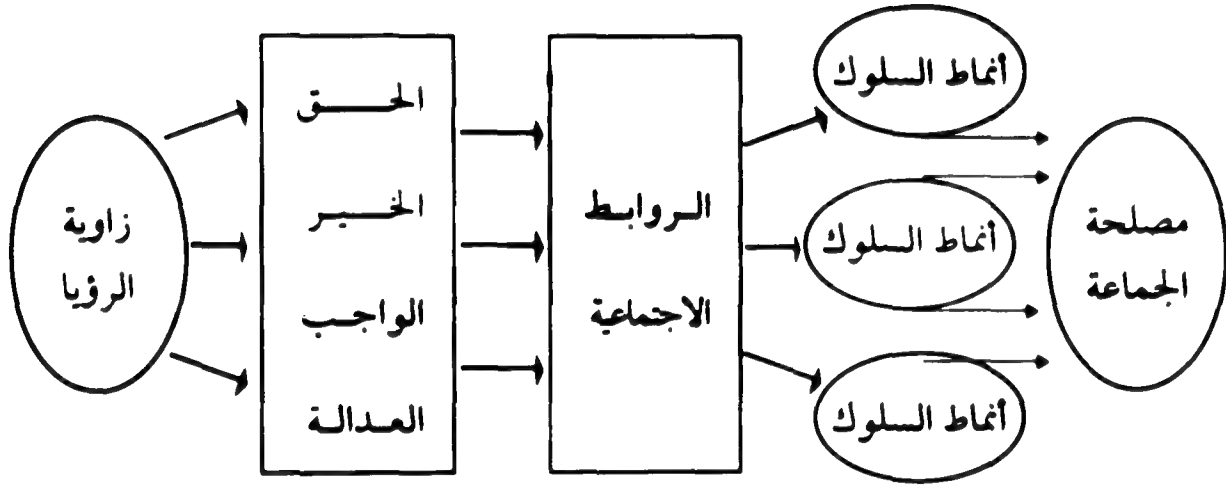 زاوية
الرؤيا
الحق
الخير
الواجب
العدالة
الروابط
الاجتماعية
أنماط السلوك
أنماط السلوك
أنماط السلوك
مصلحة
الجماعة